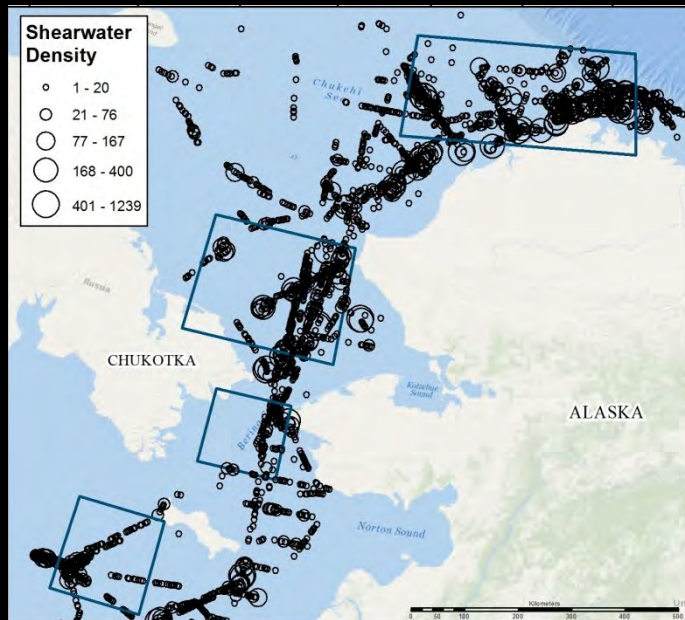 Shearwater
Density
1 - 20
21 - 76
77 - 167
168 - 400
401 - 1239
Chukchi
Sea
Russia
CHUKOTKA
Kotzebue
Sound
ALASKA
Bering
Norton Sound
Kilometers
0
50
100
200
300
400
500